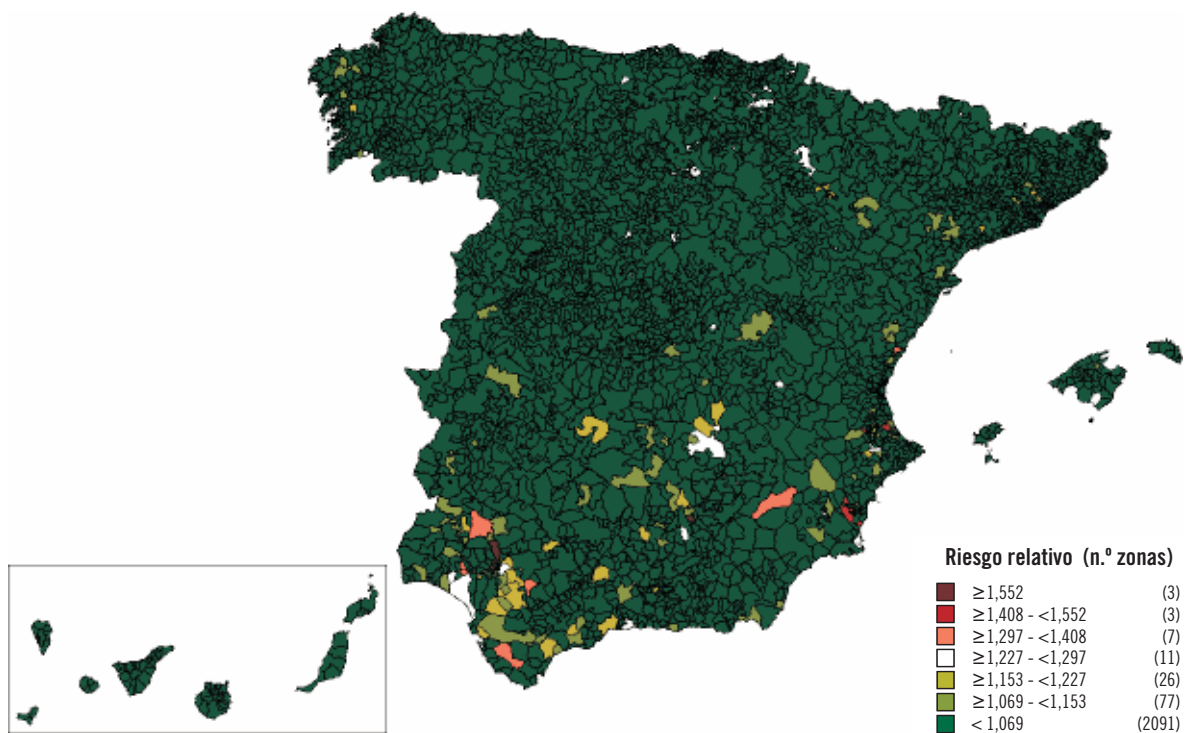 Riesgo relativo (n.º zonas)
≥1,552 (3)
≥1,408 - <1,552 (3)
≥1,297 - <1,408 (7)
≥1,227 - <1,297 (11)
≥1,153 - <1,227 (26)
≥1,069 - <1,153 (77)
< 1,069 (2091)